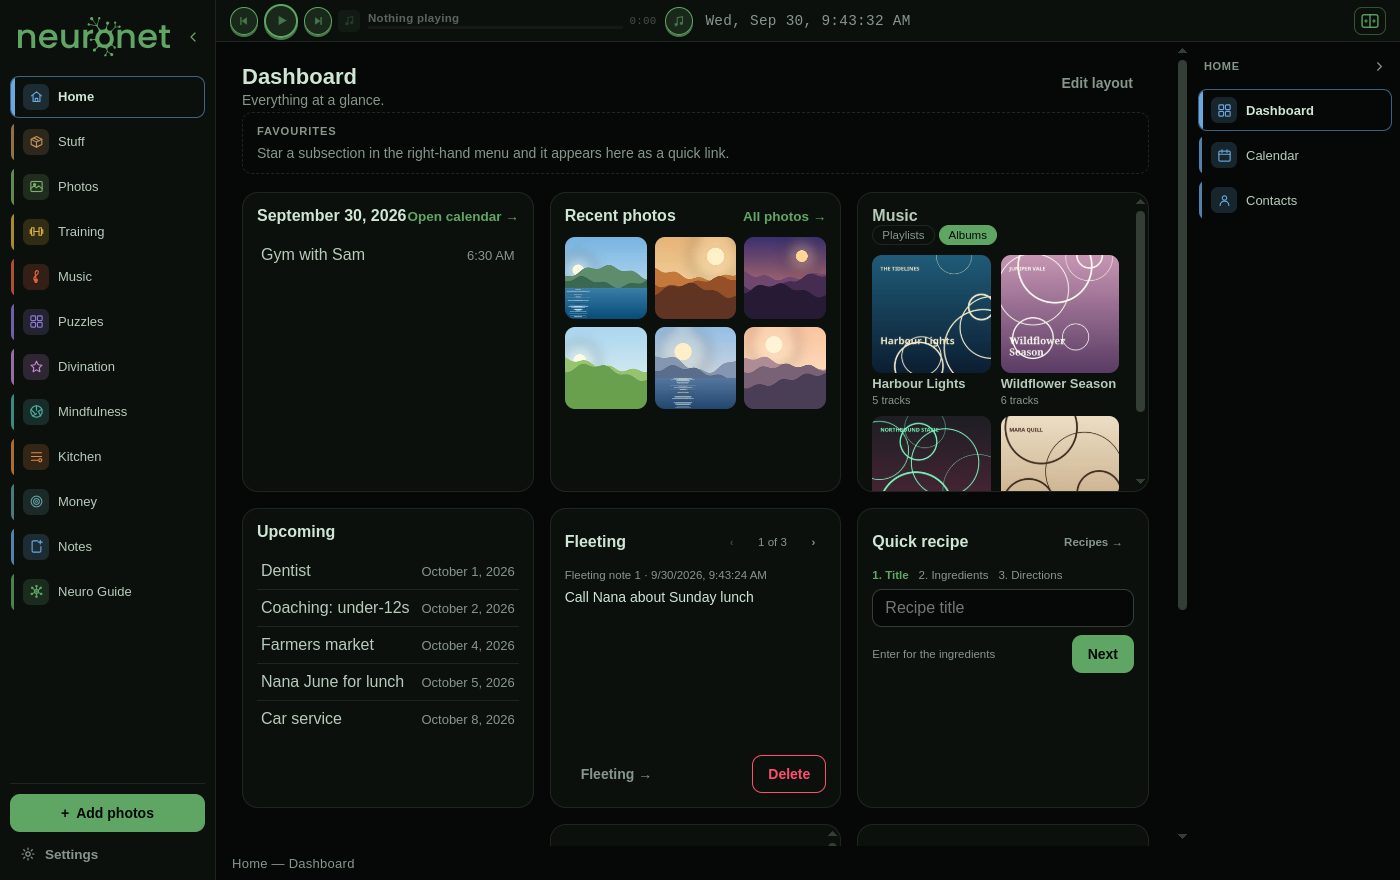 neuronet
Home
Stuff
Photos
Training
Music
Puzzles
Divination
Mindfulness
Kitchen
Money
Notes
Neuro Guide
+ Add photos
Settings
Nothing playing
0:00
Wed, Sep 30, 9:43:32 AM
Dashboard
Everything at a glance.
Edit layout
FAVOURITES
Star a subsection in the right-hand menu and it appears here as a quick link.
September 30, 2026 Open calendar →
Gym with Sam 6:30 AM
Recent photos All photos →
Music
Playlists Albums
THE TIDELINES
Harbour Lights
Harbour Lights
5 tracks
JUNIPER VALE
Wildflower
Season
Wildflower Season
6 tracks
NORTHBOUND STATIC
MARA QUILL
Upcoming
Dentist October 1, 2026
Coaching: under-12s October 2, 2026
Farmers market October 4, 2026
Nana June for lunch October 5, 2026
Car service October 8, 2026
Fleeting ‹ 1 of 3 ›
Fleeting note 1 · 9/30/2026, 9:43:24 AM
Call Nana about Sunday lunch
Fleeting → Delete
Quick recipe Recipes →
1. Title 2. Ingredients 3. Directions
Recipe title
Enter for the ingredients Next
Home — Dashboard
HOME
Dashboard
Calendar
Contacts